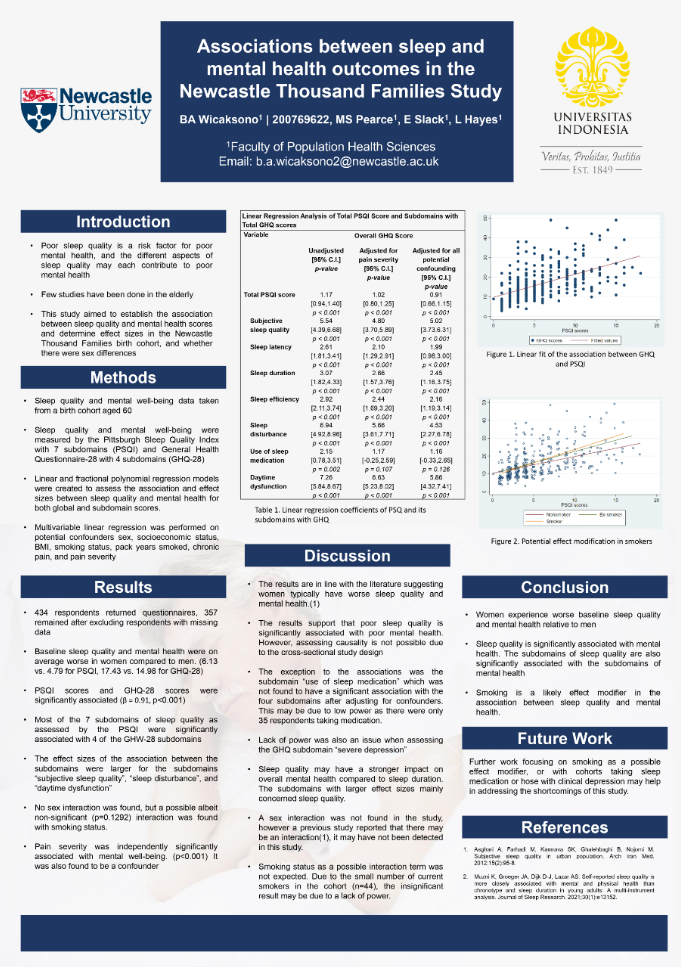 Newcastle
University
Associations between sleep and
mental health outcomes in the
Newcastle Thousand Families Study
BA Wicaksono¹ | 200769622, MS Pearce¹, E Slack¹, L Hayes¹
¹Faculty of Population Health Sciences
Email: b.a.wicaksono2@newcastle.ac.uk
UNIVERSITAS
INDONESIA
Veritas, Probitas, Iustitia
EST. 1849
Introduction
• Poor sleep quality is a risk factor for poor
mental health, and the different aspects of
sleep quality may each contribute to poor
mental health
• Few studies have been done in the elderly
• This study aimed to establish the association
between sleep quality and mental health scores
and determine effect sizes in the Newcastle
Thousand Families birth cohort, and whether
there were sex differences
Methods
• Sleep quality and mental well-being data taken
from a birth cohort aged 60
• Sleep quality and mental well-being were
measured by the Pittsburgh Sleep Quality Index
with 7 subdomains (PSQI) and General Health
Questionnaire-28 with 4 subdomains (GHQ-28)
• Linear and fractional polynomial regression models
were created to assess the association and effect
sizes between sleep quality and mental health for
both global and subdomain scores.
• Multivariable linear regression was performed on
potential confounders sex, socioeconomic status,
BMI, smoking status, pack years smoked, chronic
pain, and pain severity
Results
• 434 respondents returned questionnaires, 357
remained after excluding respondents with missing
data
• Baseline sleep quality and mental health were on
average worse in women compared to men. (6.13
vs. 4.79 for PSQI, 17.43 vs. 14.98 for GHQ-28)
• PSQI scores and GHQ-28 scores were
significantly associated (β = 0.91, p<0.001)
• Most of the 7 subdomains of sleep quality as
assessed by the PSQI were significantly
associated with 4 of the GHW-28 subdomains
• The effect sizes of the association between the
subdomains were larger for the subdomains
"subjective sleep quality", "sleep disturbance", and
"daytime dysfunction"
• No sex interaction was found, but a possible albeit
non-significant (p=0.1292) interaction was found
with smoking status.
• Pain severity was independently significantly
associated with mental well-being. (p<0.001) It
was also found to be a confounder
Linear Regression Analysis of Total PSQI Score and Subdomains with
Total GHQ scores
Variable Overall GHQ Score
Unadjusted Adjusted for Adjusted for all
[95% C.I.] pain severity potential
p-value [95% C.I.] confounding
p-value [95% C.I.]
p-value
Total PSQI score 1.17 1.02 0.91
[0.94,1.40] [0.80,1.25] [0.66,1.15]
p < 0.001 p < 0.001 p < 0.001
Subjective 5.54 4.80 5.02
sleep quality [4.39,6.68] [3.70,5.89] [3.73,6.31]
p < 0.001 p < 0.001 p < 0.001
Sleep latency 2.61 2.10 1.99
[1.81,3.41] [1.29,2.91] [0.98,3.00]
p < 0.001 p < 0.001 p < 0.001
Sleep duration 3.07 2.66 2.45
[1.82,4.33] [1.57,3.76] [1.16,3.75]
p < 0.001 p < 0.001 p < 0.001
Sleep efficiency 2.92 2.44 2.16
[2.11,3.74] [1.69,3.20] [1.19,3.14]
p < 0.001 p < 0.001 p < 0.001
Sleep 6.94 5.66 4.53
disturbance [4.92,8.96] [3.61,7.71] [2.27,6.78]
p < 0.001 p < 0.001 p < 0.001
Use of sleep 2.15 1.17 1.16
medication [0.78,3.51] [-0.25,2.59] [-0.33,2.65]
p = 0.002 p = 0.107 p = 0.126
Daytime 7.26 6.63 5.86
dysfunction [5.84,8.67] [5.23,8.02] [4.32,7.41]
p < 0.001 p < 0.001 p < 0.001
Table 1. Linear regression coefficients of PSQ and its
subdomains with GHQ
Discussion
• The results are in line with the literature suggesting
women typically have worse sleep quality and
mental health.(1)
• The results support that poor sleep quality is
significantly associated with poor mental health.
However, assessing causality is not possible due
to the cross-sectional study design
• The exception to the associations was the
subdomain "use of sleep medication" which was
not found to have a significant association with the
four subdomains after adjusting for confounders.
This may be due to low power as there were only
35 respondents taking medication.
• Lack of power was also an issue when assessing
the GHQ subdomain "severe depression"
• Sleep quality may have a stronger impact on
overall mental health compared to sleep duration.
The subdomains with larger effect sizes mainly
concerned sleep quality.
• A sex interaction was not found in the study,
however a previous study reported that there may
be an interaction(1), it may have not been detected
in this study.
• Smoking status as a possible interaction term was
not expected. Due to the small number of current
smokers in the cohort (n=44), the insignificant
result may be due to a lack of power.
50
40
30
20
10
0
0 5 10 15 20
PSQI scores
GHQ scores Fitted values
Figure 1. Linear fit of the association between GHQ
and PSQI
50
40
30
20
10
0
0 5 10 15 20
PSQI scores
Nonsmoker Ex-smoker
Smoker
Figure 2. Potential effect modification in smokers
Conclusion
• Women experience worse baseline sleep quality
and mental health relative to men
• Sleep quality is significantly associated with mental
health. The subdomains of sleep quality are also
significantly associated with the subdomains of
mental health
• Smoking is a likely effect modifier in the
association between sleep quality and mental
health.
Future Work
Further work focusing on smoking as a possible
effect modifier, or with cohorts taking sleep
medication or hose with clinical depression may help
in addressing the shortcomings of this study.
References
1. Asghari A, Farhadi M, Kamrava SK, Ghalehbaghi B, Nojomi M.
Subjective sleep quality in urban population. Arch Iran Med.
2012;15(2):95-8.
2. Muzni K, Groeger JA, Dijk D-J, Lazar AS. Self-reported sleep quality is
more closely associated with mental and physical health than
chronotype and sleep duration in young adults: A multi-instrument
analysis. Journal of Sleep Research. 2021;30(1):e13152.